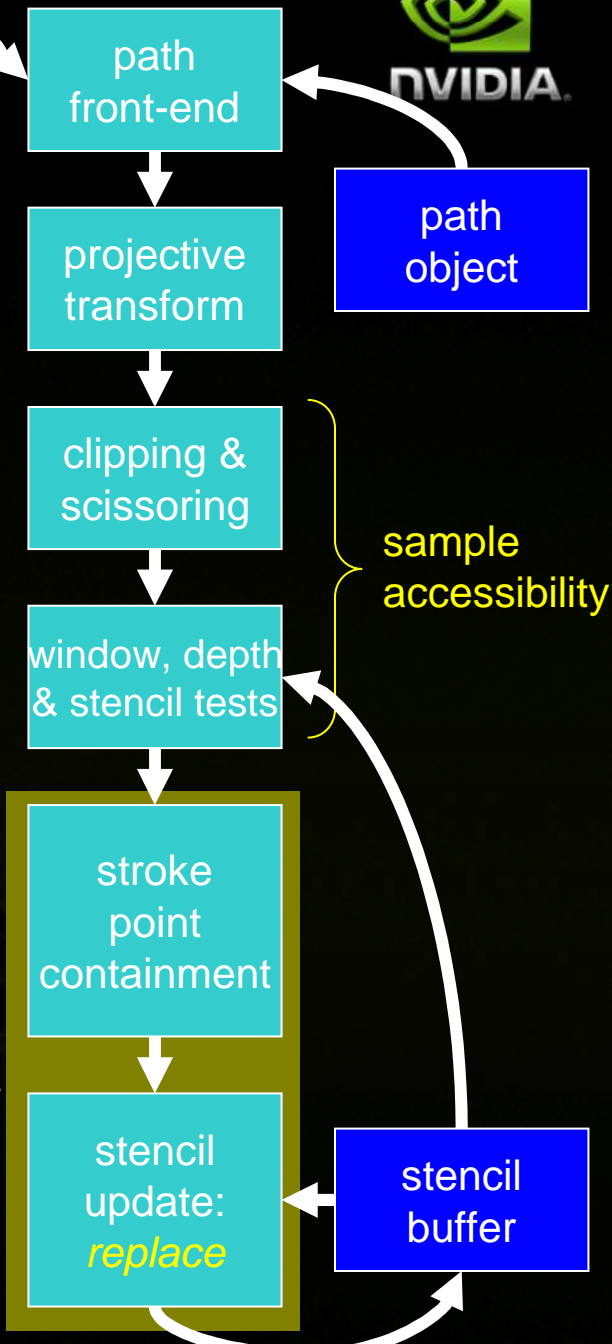 path
front-end
NVIDIA.
path
object
projective
transform
clipping &
scissoring
sample
accessibility
window, depth
& stencil tests
stroke
point
containment
stencil
update:
replace
stencil
buffer